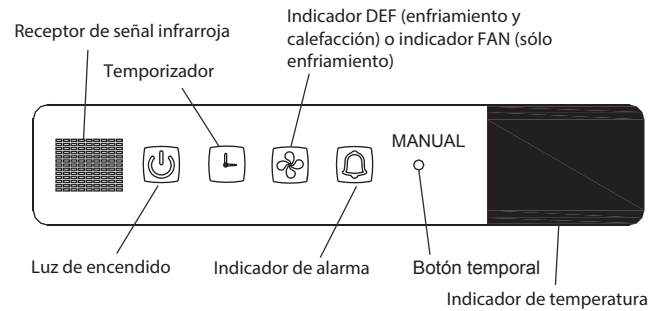 Indicador DEF (enfriamiento y
calefacción) o indicador FAN (sólo
enfriamiento)
Receptor de señal infrarroja
Temporizador
MANUAL
Luz de encendido
Indicador de alarma
Botón temporal
Indicador de temperatura